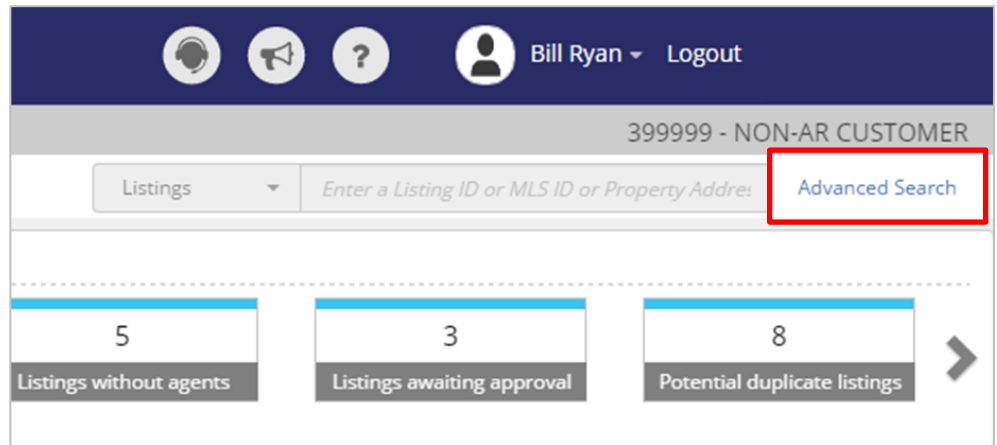 ?
Bill Ryan Logout
399999 - NON-AR CUSTOMER
Listings Enter a Listing ID or MLS ID or Property Addres Advanced Search
5 3 8
Listings without agents Listings awaiting approval Potential duplicate listings